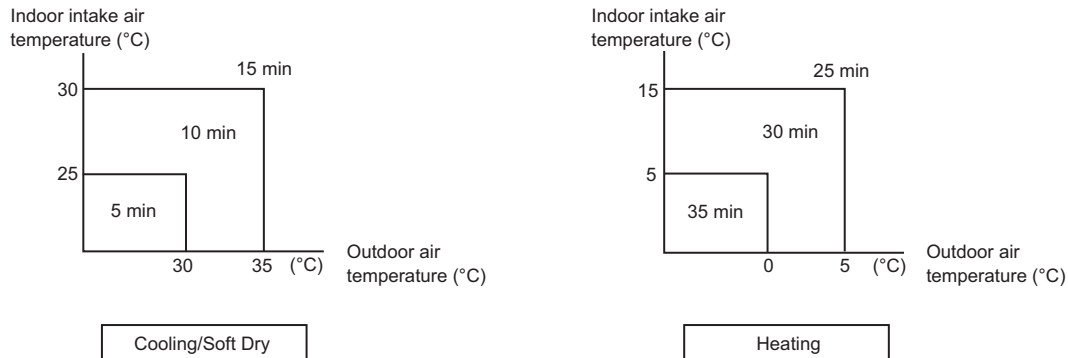 Indoor intake air
temperature (°C)
15 min
30
10 min
25
5 min
30 35 (°C)
Outdoor air
temperature (°C)
Cooling/Soft Dry
Indoor intake air
temperature (°C)
25 min
15
30 min
5
35 min
0 5 (°C)
Outdoor air
temperature (°C)
Heating